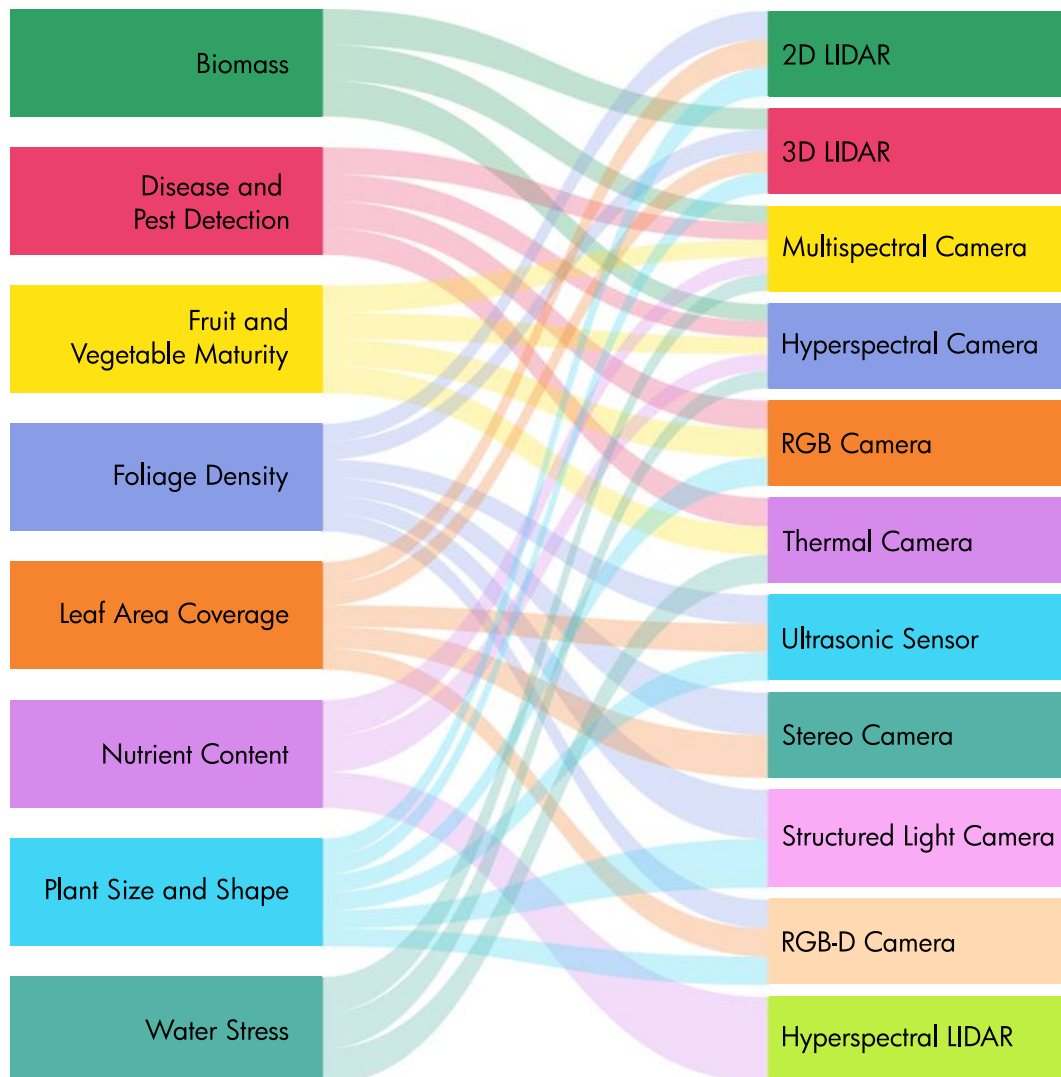 Biomass
Disease and
Pest Detection
Fruit and
Vegetable Maturity
Foliage Density
Leaf Area Coverage
Nutrient Content
Plant Size and Shape
Water Stress
2D LIDAR
3D LIDAR
Multispectral Camera
Hyperspectral Camera
RGB Camera
Thermal Camera
Ultrasonic Sensor
Stereo Camera
Structured Light Camera
RGB-D Camera
Hyperspectral LIDAR